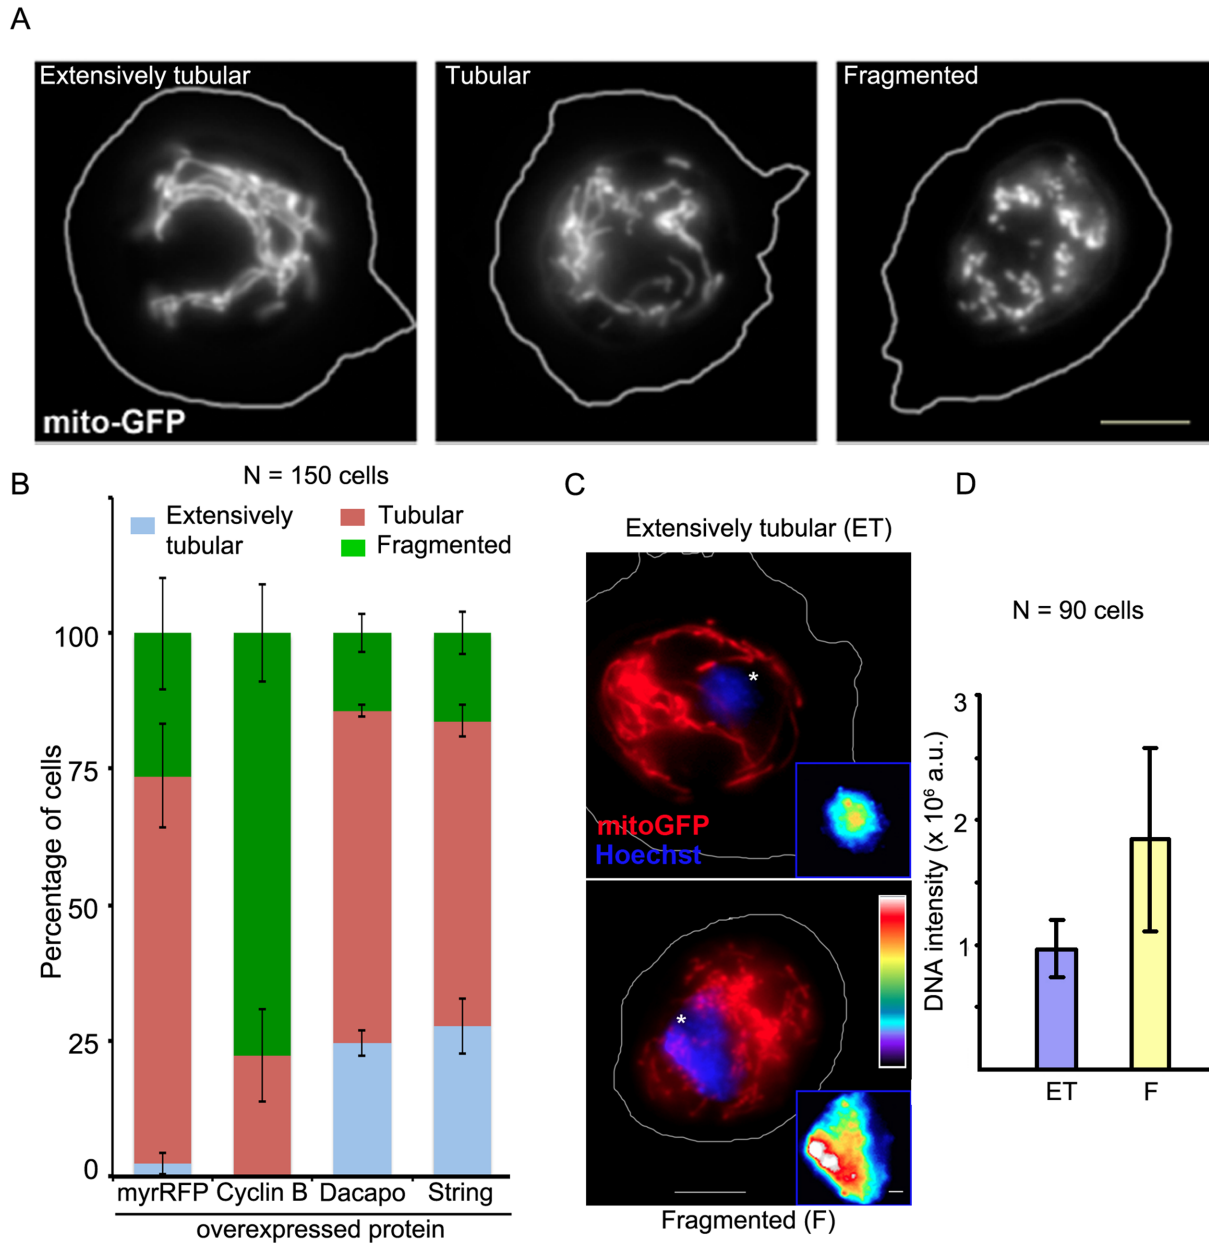 A
Extensively tubular
Tubular
Fragmented
mito-GFP
B
N = 150 cells
Extensively
tubular
Tubular
Fragmented
100
75
50
25
0
Percentage of cells
myrRFP
Cyclin B
Dacapo
String
overexpressed protein
C
Extensively tubular (ET)
*
mitoGFP
Hoechst
*
Fragmented (F)
D
N = 90 cells
3
2
1
DNA intensity (x 10⁶ a.u.)
ET
F